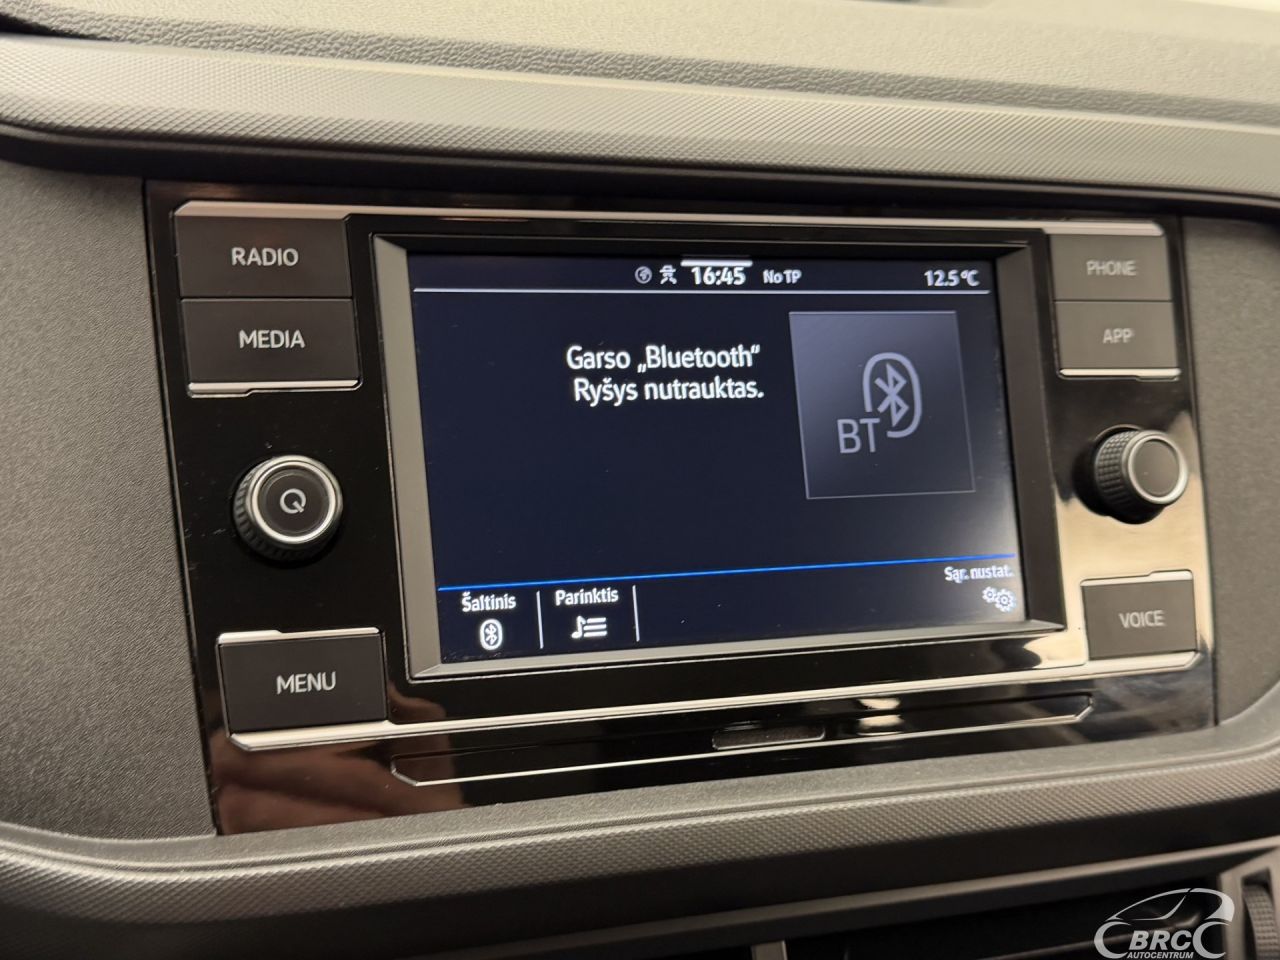 RADIO
MEDIA
MENU
16:45
No TP
12.5°C
Garso „Bluetooth“
Ryšys nutrauktas.
BT
Šaltinis
Parinktis
Sąr. nustat.
PHONE
APP
VOICE
BRC
AUTOCENTRUM